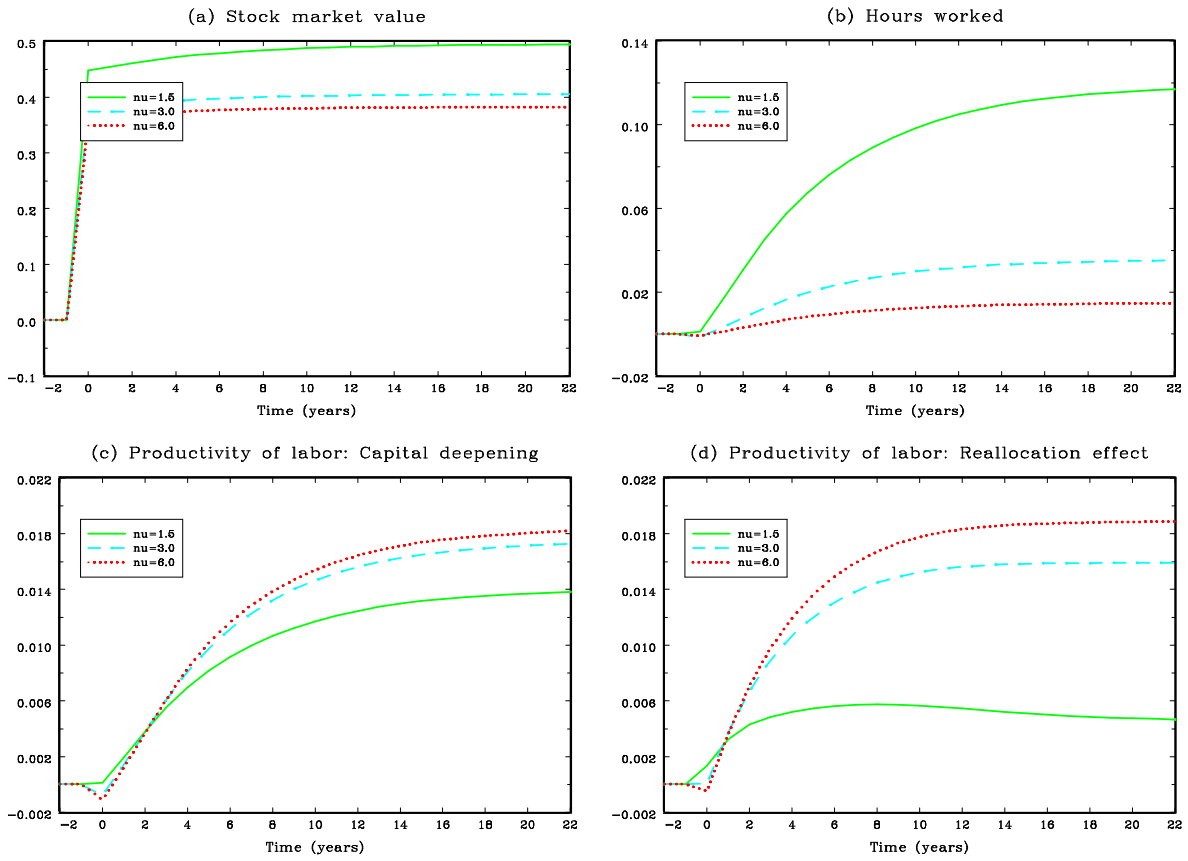 (a) Stock market value
0.5
0.4
0.3
0.2
0.1
0.0
−0.1
nu=1.5
nu=3.0
nu=6.0
−2 0 2 4 6 8 10 12 14 16 18 20 22
Time (years)
(b) Hours worked
0.14
0.10
0.06
0.02
−0.02
nu=1.5
nu=3.0
nu=6.0
−2 0 2 4 6 8 10 12 14 16 18 20 22
Time (years)
(c) Productivity of labor: Capital deepening
0.022
0.018
0.014
0.010
0.006
0.002
−0.002
nu=1.5
nu=3.0
nu=6.0
−2 0 2 4 6 8 10 12 14 16 18 20 22
Time (years)
(d) Productivity of labor: Reallocation effect
0.022
0.018
0.014
0.010
0.006
0.002
−0.002
nu=1.5
nu=3.0
nu=6.0
−2 0 2 4 6 8 10 12 14 16 18 20 22
Time (years)